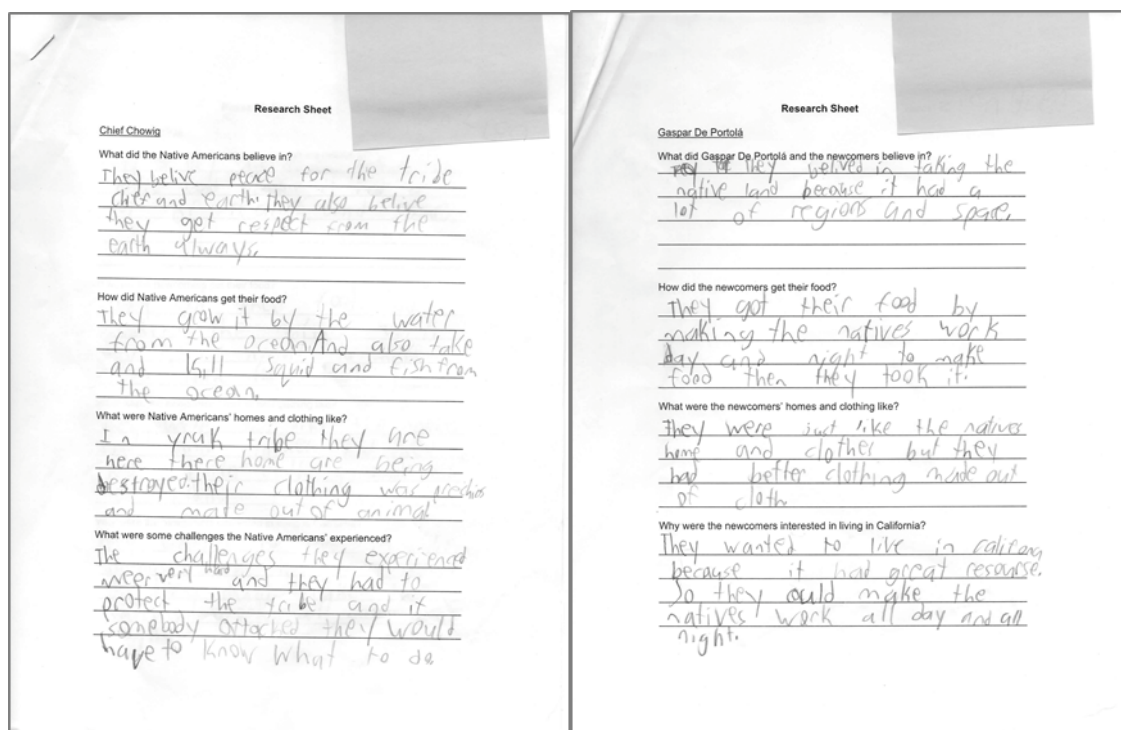 Research Sheet
Chief Chowig
What did the Native Americans believe in?
They belive peace for the tride
chief and earth. They also belive
they get respect from the
earth always.
How did Native Americans get their food?
They grow it by the water
from the ocean And also take
and kill squid and fish from
the ocean.
What were Native Americans' homes and clothing like?
In yruk tribe they are
here there home are being
destroyed. their clothing was
and made out of animal
What were some challenges the Native Americans' experienced?
The challenges they experienced
weer very hard and they had to
protect the tribe and if
somebody attacked they would
have to know what to do
Research Sheet
Gaspar De Portolá
What did Gaspar De Portolá and the newcomers believe in?
They belived in taking the
native land because it had a
lot of regions and space.
How did the newcomers get their food?
They got their food by
making the natives work
day and night to make
food then they took it.
What were the newcomers' homes and clothing like?
They were just like the natives
home and clother but they
had better clothing made out
of cloth
Why were the newcomers interested in living in California?
They wanted to live in
because it had great resourse.
So they could make the
natives work all day and all
night.